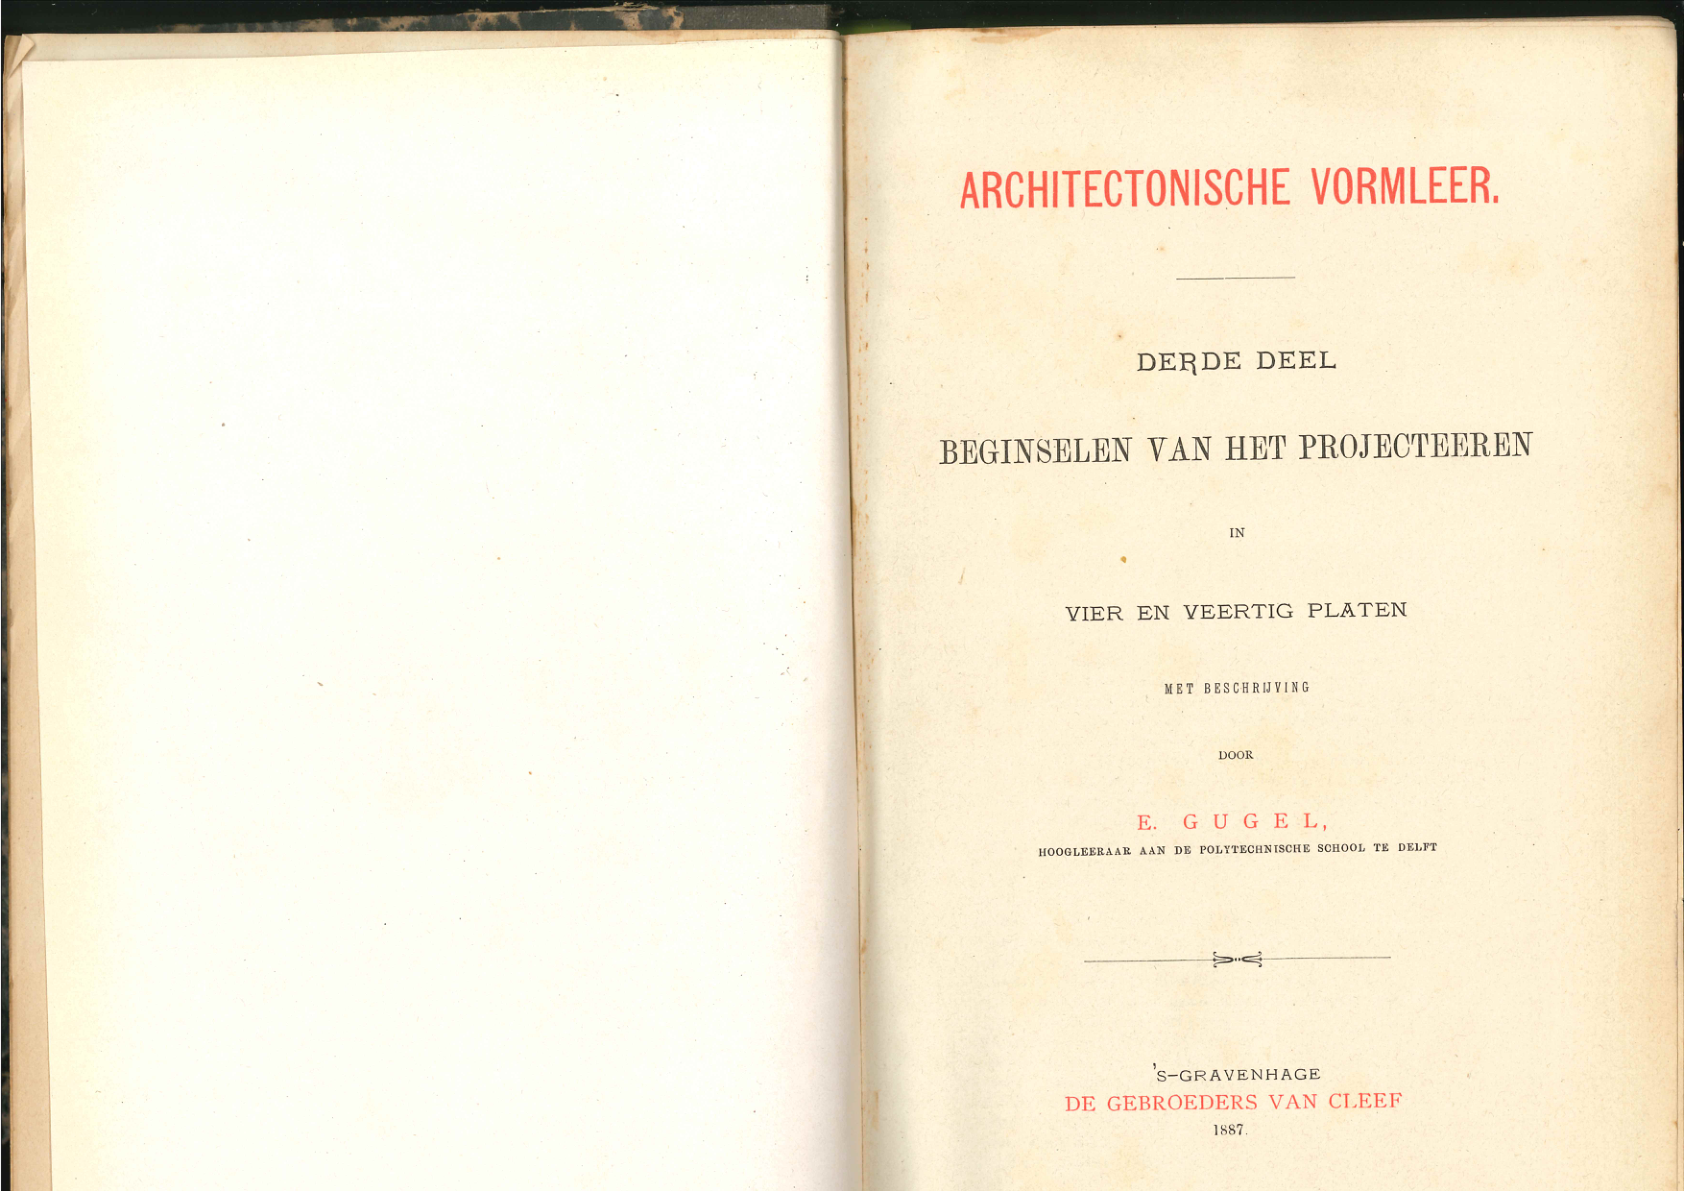 ARCHITECTONISCHE VORMLEER.
DERDE DEEL
BEGINSELEN VAN HET PROJECTEEREN
IN
VIER EN VEERTIG PLATEN
MET BESCHRIJVING
DOOR
E. GUGEL,
HOOGLEERAAR AAN DE POLYTECHNISCHE SCHOOL TE DELFT
'S-GRAVENHAGE
DE GEBROEDERS VAN CLEEF
1887.